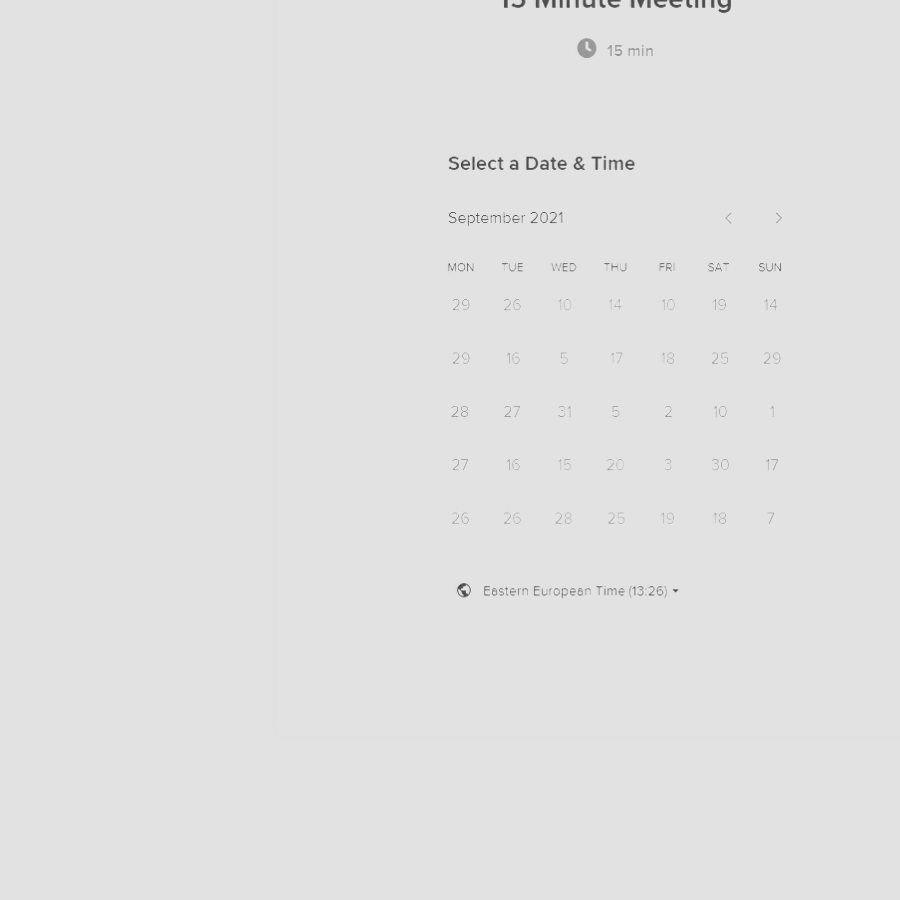 15 Minute Meeting
15 min
Select a Date & Time
September 2021
MON TUE WED THU FRI SAT SUN
29 26 10 14 10 19 14
29 16 5 17 18 25 29
28 27 31 5 2 10 1
27 16 15 20 3 30 17
26 26 28 25 19 18 7
Eastern European Time (13:26)